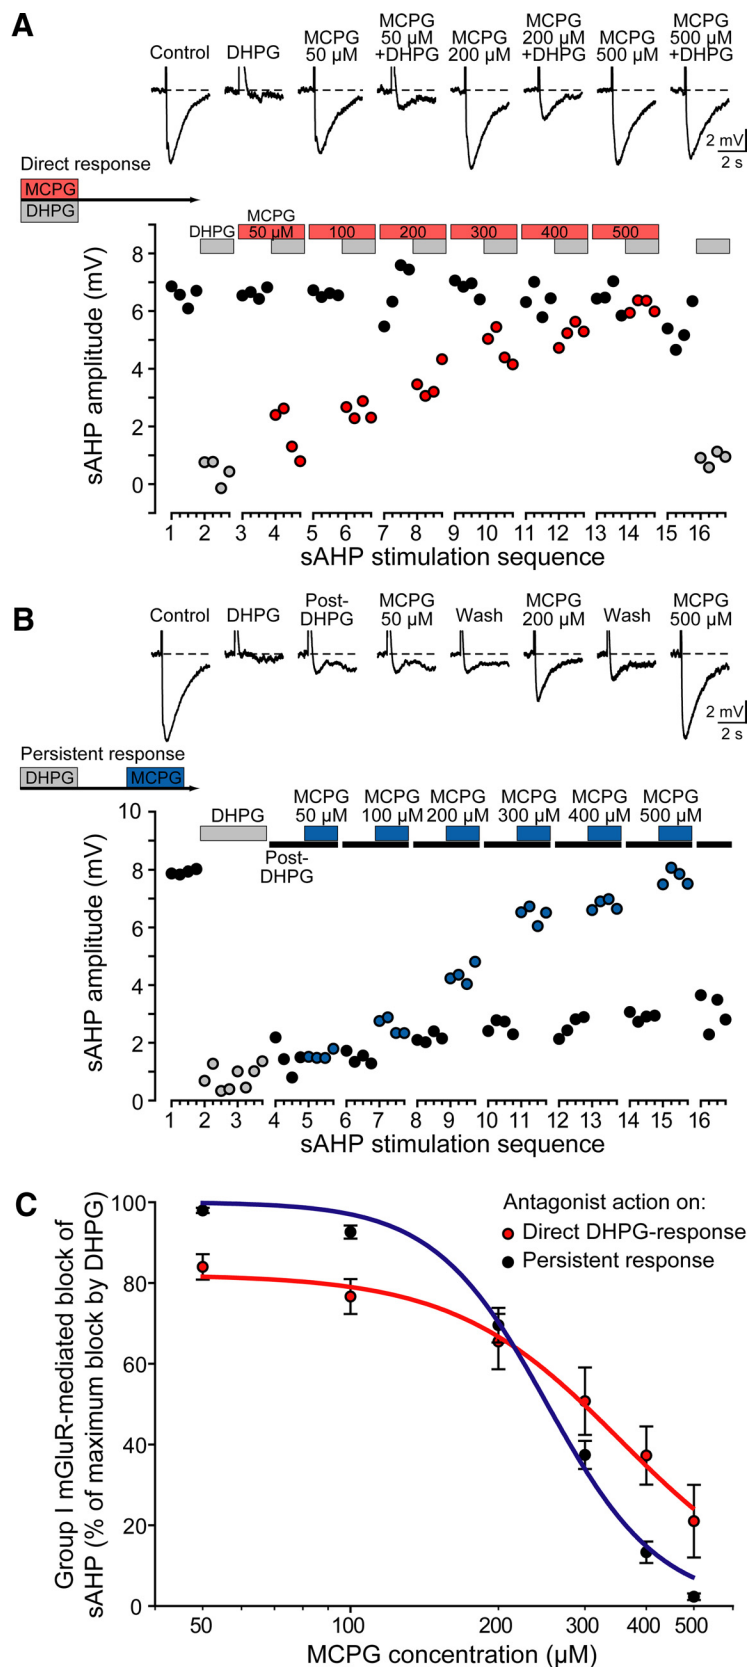 A
Control
DHPG
MCPG
50 µM
MCPG
50 µM
+DHPG
MCPG
200 µM
MCPG
200 µM
+DHPG
MCPG
500 µM
MCPG
500 µM
+DHPG
2 mV
2 s
Direct response
MCPG
DHPG
DHPG
MCPG
50 µM
100
200
300
400
500
sAHP amplitude (mV)
8
6
4
2
0
1 2 3 4 5 6 7 8 9 10 11 12 13 14 15 16
sAHP stimulation sequence
B
Control
DHPG
Post-
DHPG
MCPG
50 µM
Wash
MCPG
200 µM
Wash
MCPG
500 µM
2 mV
2 s
Persistent response
DHPG
MCPG
DHPG
MCPG
50 µM
MCPG
100 µM
MCPG
200 µM
MCPG
300 µM
MCPG
400 µM
MCPG
500 µM
Post-
DHPG
sAHP amplitude (mV)
10
8
6
4
2
0
1 2 3 4 5 6 7 8 9 10 11 12 13 14 15 16
sAHP stimulation sequence
C
Antagonist action on:
Direct DHPG-response
Persistent response
Group I mGluR-mediated block of
sAHP (% of maximum block by DHPG)
100
80
60
40
20
0
50 100 200 300 400 500
MCPG concentration (µM)